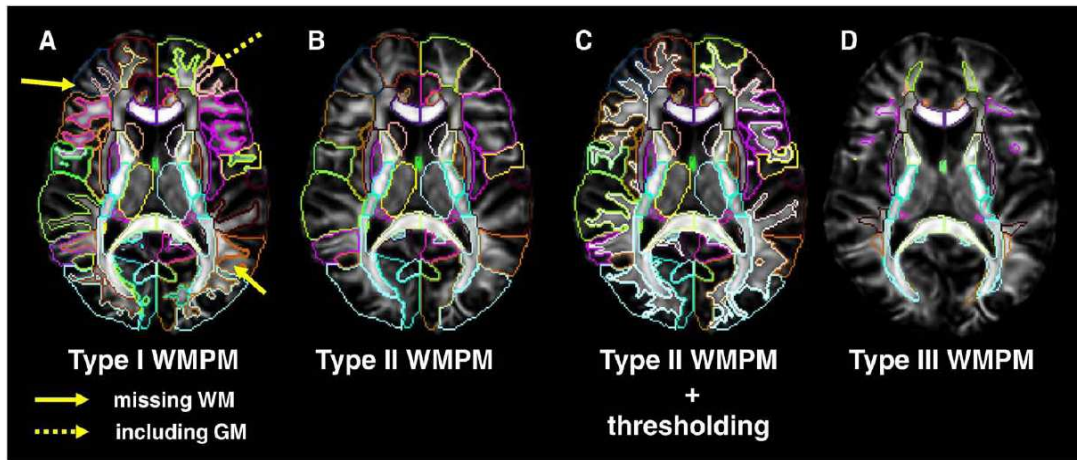 A
B
C
D
Type I WMPM
Type II WMPM
Type II WMPM
+
thresholding
Type III WMPM
missing WM
including GM